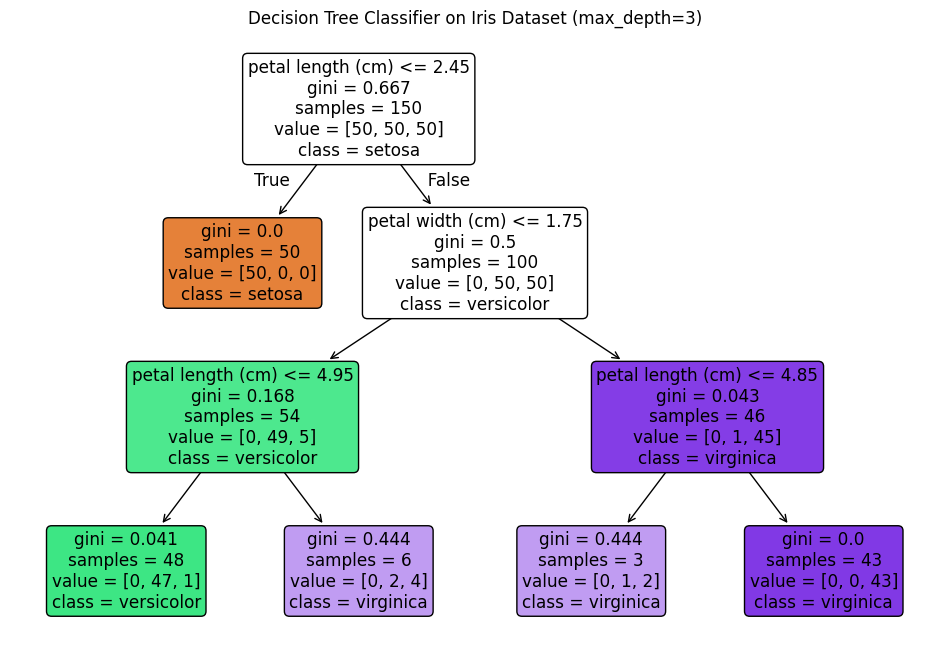 Decision Tree Classifier on Iris Dataset (max_depth=3)
petal length (cm) <= 2.45
gini = 0.667
samples = 150
value = [50, 50, 50]
class = setosa
True
False
gini = 0.0
samples = 50
value = [50, 0, 0]
class = setosa
petal width (cm) <= 1.75
gini = 0.5
samples = 100
value = [0, 50, 50]
class = versicolor
petal length (cm) <= 4.95
gini = 0.168
samples = 54
value = [0, 49, 5]
class = versicolor
petal length (cm) <= 4.85
gini = 0.043
samples = 46
value = [0, 1, 45]
class = virginica
gini = 0.041
samples = 48
value = [0, 47, 1]
class = versicolor
gini = 0.444
samples = 6
value = [0, 2, 4]
class = virginica
gini = 0.444
samples = 3
value = [0, 1, 2]
class = virginica
gini = 0.0
samples = 43
value = [0, 0, 43]
class = virginica